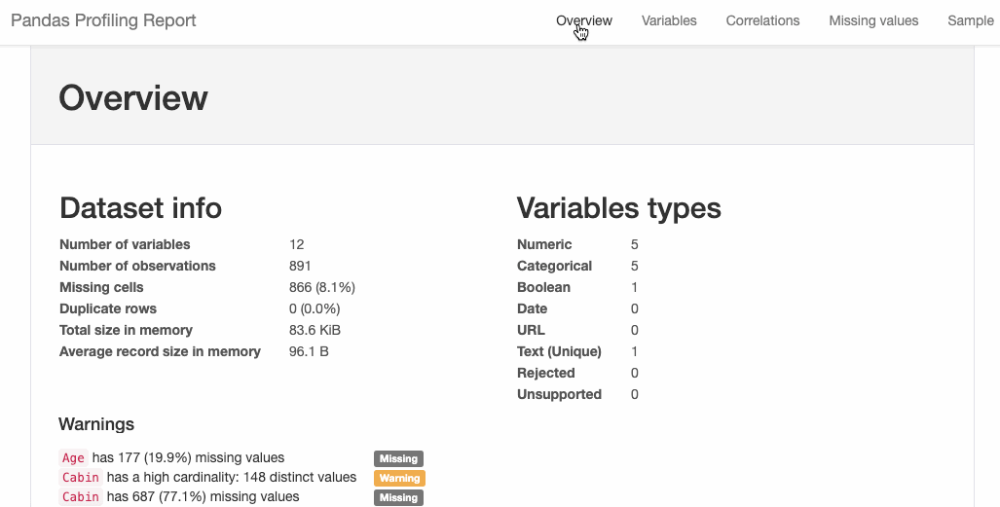 Pandas Profiling Report
Overview Variables Correlations Missing values Sample
Overview
Dataset info
Number of variables 12
Number of observations 891
Missing cells 866 (8.1%)
Duplicate rows 0 (0.0%)
Total size in memory 83.6 KiB
Average record size in memory 96.1 B
Variables types
Numeric 5
Categorical 5
Boolean 1
Date 0
URL 0
Text (Unique) 1
Rejected 0
Unsupported 0
Warnings
Age has 177 (19.9%) missing values Missing
Cabin has a high cardinality: 148 distinct values Warning
Cabin has 687 (77.1%) missing values Missing